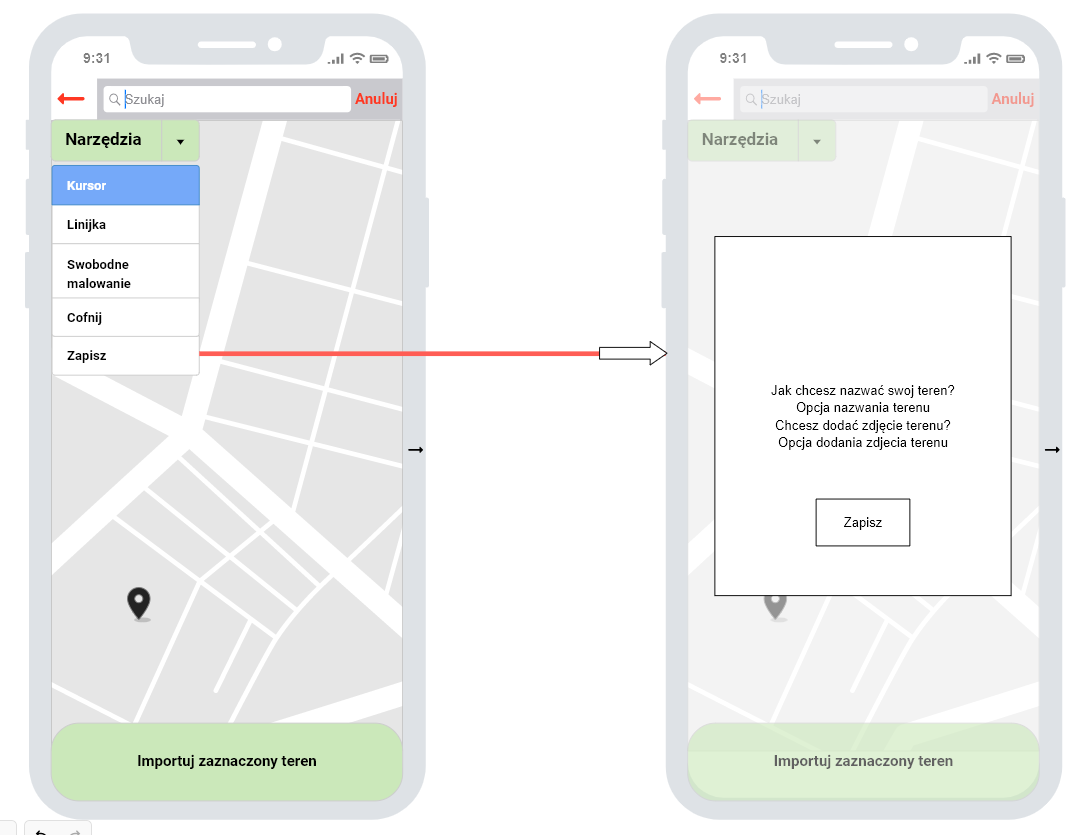 9:31
Szukaj
Anuluj
Narzędzia
Kursor
Linijka
Swobodne
malowanie
Cofnij
Zapisz
Importuj zaznaczony teren
9:31
Szukaj
Anuluj
Narzędzia
Jak chcesz nazwać swoj teren?
Opcja nazwania terenu
Chcesz dodać zdjęcie terenu?
Opcja dodania zdjecia terenu
Zapisz
Importuj zaznaczony teren